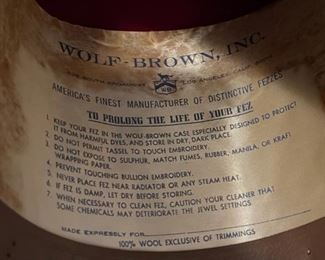 WOLF-BROWN, INC.
SOUTH BROADWAY LOS ANGELES, CALIF.
AMERICA'S FINEST MANUFACTURER OF DISTINCTIVE FEZZES
TO PROLONG THE LIFE OF YOUR FEZ
1. KEEP YOUR FEZ IN THE WOLF-BROWN CASE ESPECIALLY DESIGNED TO PROTECT
IT FROM HARMFUL DYES, AND STORE IN DRY, DARK PLACE.
2. DO NOT PERMIT TASSEL TO TOUCH EMBROIDERY.
3. DO NOT EXPOSE TO SULPHUR, MATCH FUMES, RUBBER, MANILA, OR KRAFT
WRAPPING PAPER.
4. PREVENT TOUCHING BULLION EMBROIDERY.
5. NEVER PLACE FEZ NEAR RADIATOR OR ANY STEAM HEAT.
6. IF FEZ IS DAMP, LET DRY BEFORE STORING.
7. WHEN NECESSARY TO CLEAN FEZ, CAUTION YOUR CLEANER THAT
SOME CHEMICALS MAY DETERIORATE THE JEWEL SETTINGS
MADE EXPRESSLY FOR
100% WOOL EXCLUSIVE OF TRIMMINGS